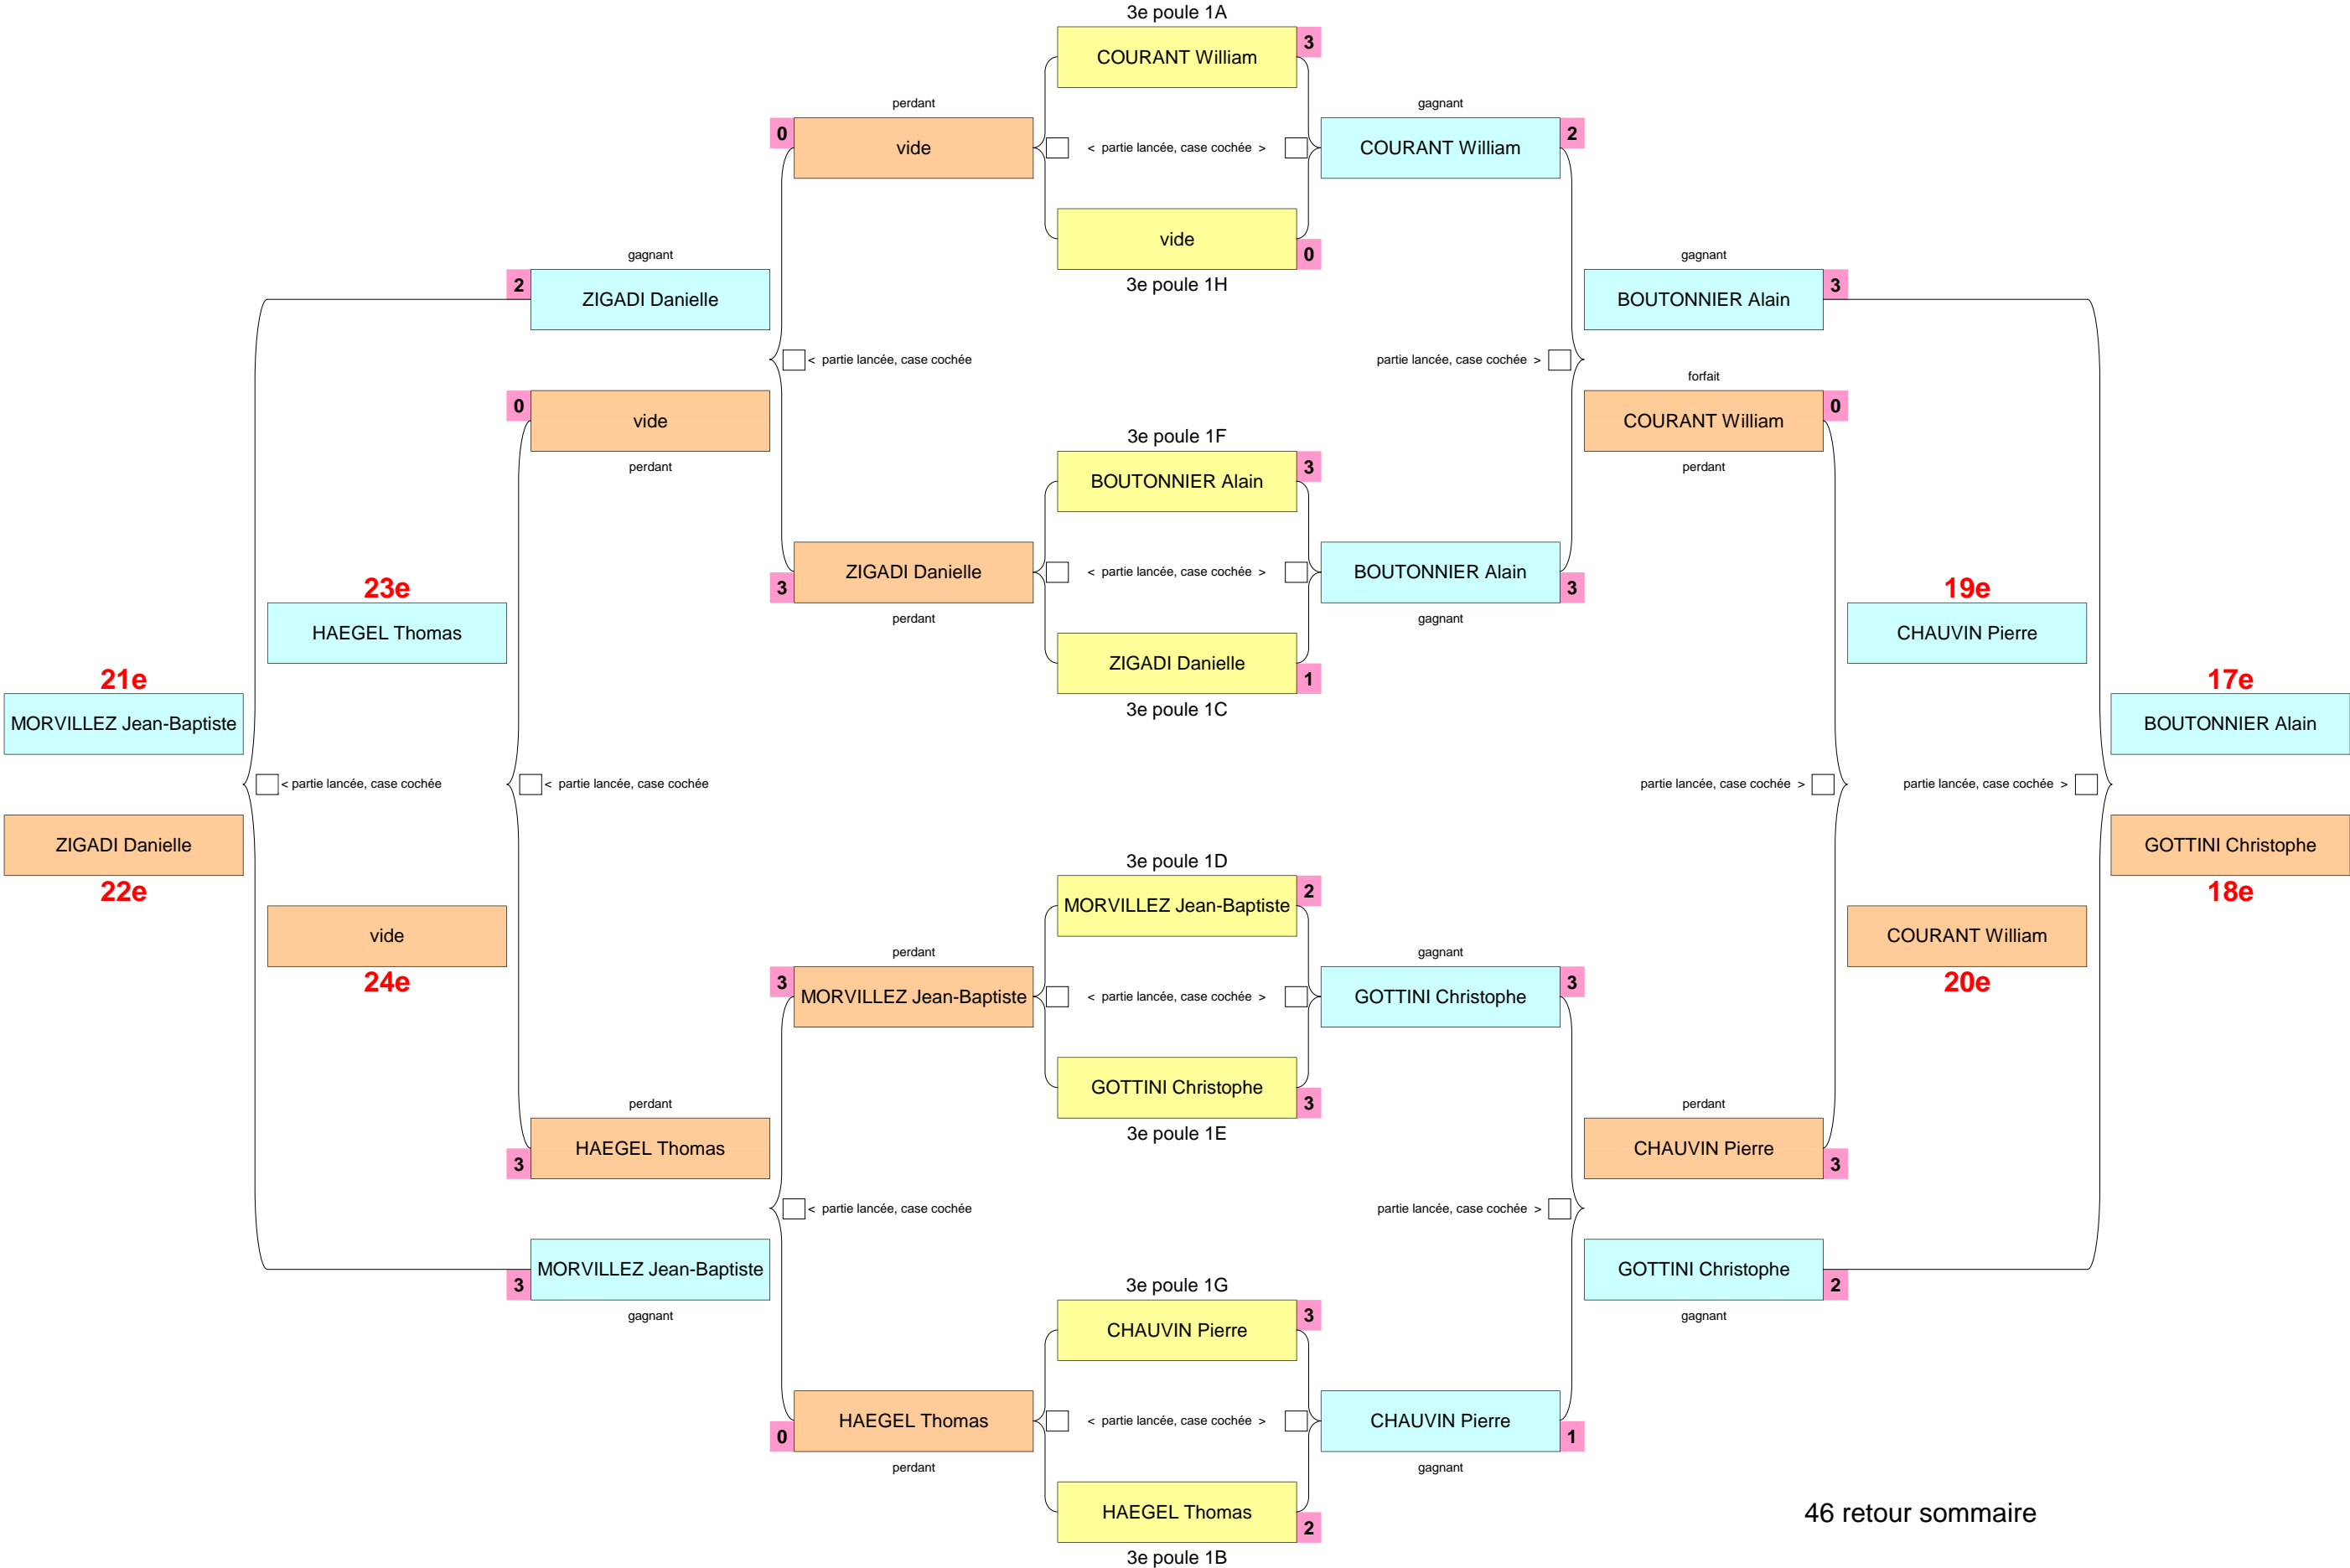 3e poule 1A
COURANT William
3
perdant
gagnant
0
vide
< partie lancée, case cochée >
COURANT William
2
vide
0
3e poule 1H
gagnant
gagnant
2
ZIGADI Danielle
BOUTONNIER Alain
3
< partie lancée, case cochée
partie lancée, case cochée >
forfait
0
vide
COURANT William
0
perdant
perdant
3e poule 1F
BOUTONNIER Alain
3
ZIGADI Danielle
3
< partie lancée, case cochée >
BOUTONNIER Alain
3
perdant
gagnant
ZIGADI Danielle
1
3e poule 1C
23e
HAEGEL Thomas
19e
CHAUVIN Pierre
21e
MORVILLEZ Jean-Baptiste
17e
BOUTONNIER Alain
< partie lancée, case cochée
< partie lancée, case cochée
partie lancée, case cochée >
partie lancée, case cochée >
ZIGADI Danielle
22e
GOTTINI Christophe
18e
vide
24e
COURANT William
20e
3e poule 1D
MORVILLEZ Jean-Baptiste
2
perdant
gagnant
3
MORVILLEZ Jean-Baptiste
< partie lancée, case cochée >
GOTTINI Christophe
3
GOTTINI Christophe
3
3e poule 1E
perdant
perdant
HAEGEL Thomas
3
CHAUVIN Pierre
3
< partie lancée, case cochée
partie lancée, case cochée >
MORVILLEZ Jean-Baptiste
3
GOTTINI Christophe
2
gagnant
gagnant
3e poule 1G
CHAUVIN Pierre
3
HAEGEL Thomas
0
< partie lancée, case cochée >
CHAUVIN Pierre
1
perdant
gagnant
HAEGEL Thomas
2
3e poule 1B
46 retour sommaire